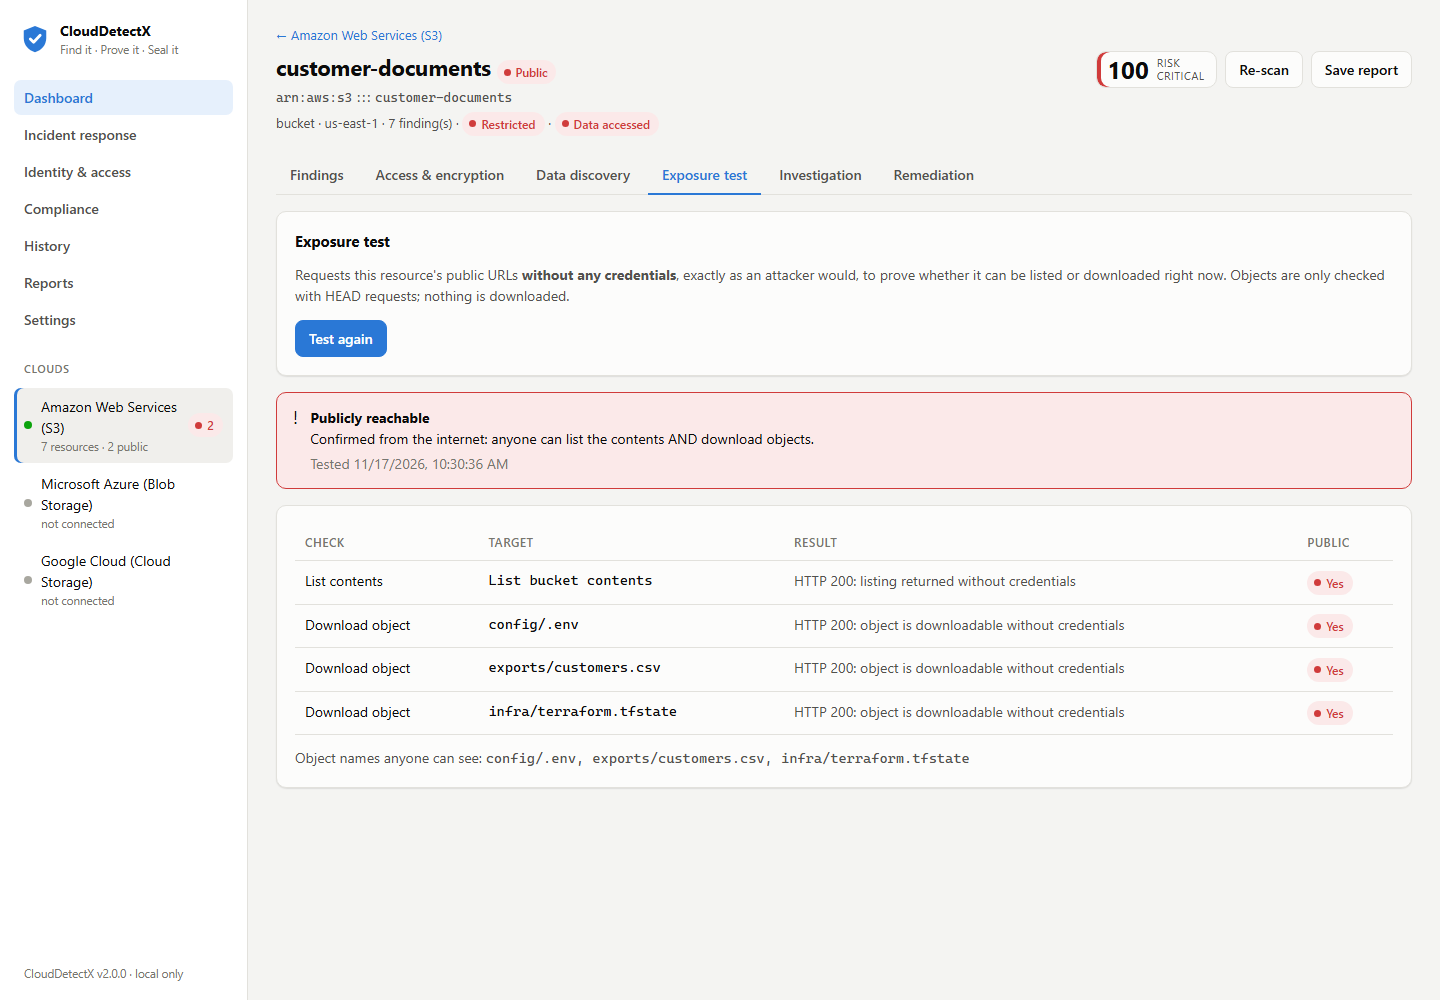 CloudDetectX
Find it · Prove it · Seal it
Dashboard
Incident response
Identity & access
Compliance
History
Reports
Settings
CLOUDS
Amazon Web Services
(S3)
7 resources · 2 public
2
Microsoft Azure (Blob
Storage)
not connected
Google Cloud (Cloud
Storage)
not connected
CloudDetectX v2.0.0 · local only
← Amazon Web Services (S3)
customer-documents Public
arn:aws:s3:::customer-documents
bucket · us-east-1 · 7 finding(s) · Restricted · Data accessed
100 RISK
CRITICAL
Re-scan
Save report
Findings Access & encryption Data discovery Exposure test Investigation Remediation
Exposure test
Requests this resource's public URLs without any credentials, exactly as an attacker would, to prove whether it can be listed or downloaded right now. Objects are only checked
with HEAD requests; nothing is downloaded.
Test again
! Publicly reachable
Confirmed from the internet: anyone can list the contents AND download objects.
Tested 11/17/2026, 10:30:36 AM
CHECK TARGET RESULT PUBLIC
List contents List bucket contents HTTP 200: listing returned without credentials Yes
Download object config/.env HTTP 200: object is downloadable without credentials Yes
Download object exports/customers.csv HTTP 200: object is downloadable without credentials Yes
Download object infra/terraform.tfstate HTTP 200: object is downloadable without credentials Yes
Object names anyone can see: config/.env, exports/customers.csv, infra/terraform.tfstate